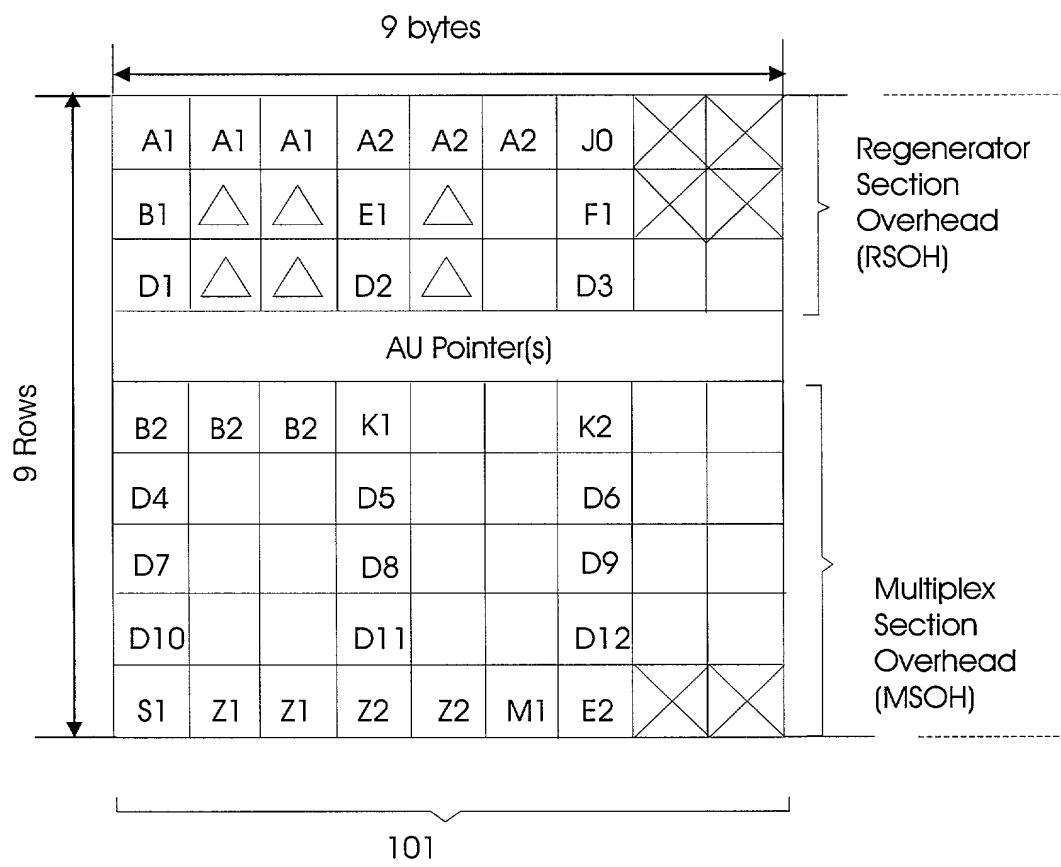 9 bytes
A1 A1 A1 A2 A2 A2 J0
B1 E1 F1
D1 D2 D3
Regenerator
Section
Overhead
(RSOH)
AU Pointer(s)
9 Rows
B2 B2 B2 K1 K2
D4 D5 D6
D7 D8 D9
D10 D11 D12
S1 Z1 Z1 Z2 Z2 M1 E2
Multiplex
Section
Overhead
(MSOH)
101